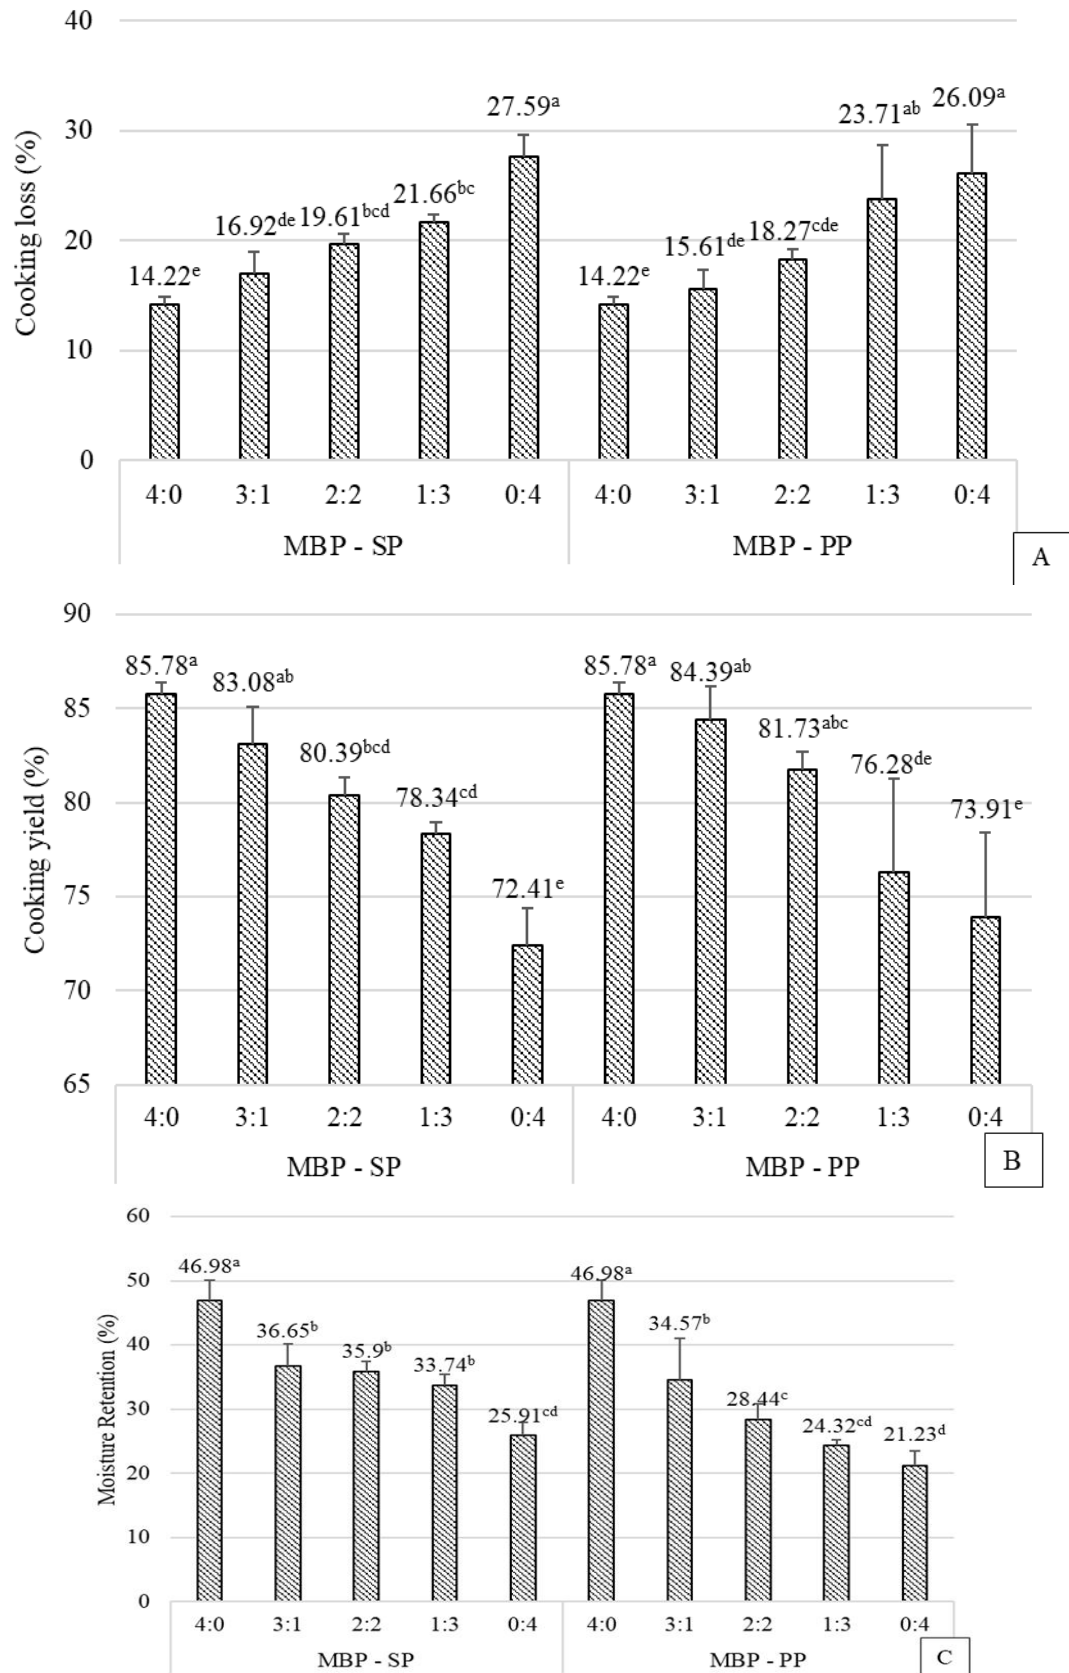 40
30
20
10
0
Cooking loss (%)
14.22e
16.92de
19.61bcd
21.66bc
27.59a
14.22e
15.61de
18.27cde
23.71ab
26.09a
4:0 3:1 2:2 1:3 0:4 4:0 3:1 2:2 1:3 0:4
MBP - SP MBP - PP
A
90
85
80
75
70
65
Cooking yield (%)
85.78a
83.08ab
80.39bcd
78.34cd
72.41e
85.78a
84.39ab
81.73abc
76.28de
73.91e
4:0 3:1 2:2 1:3 0:4 4:0 3:1 2:2 1:3 0:4
MBP - SP MBP - PP
B
60
50
40
30
20
10
0
Moisture Retention (%)
46.98a
36.65b
35.9b
33.74b
25.91cd
46.98a
34.57b
28.44c
24.32cd
21.23d
4:0 3:1 2:2 1:3 0:4 4:0 3:1 2:2 1:3 0:4
MBP - SP MBP - PP
C